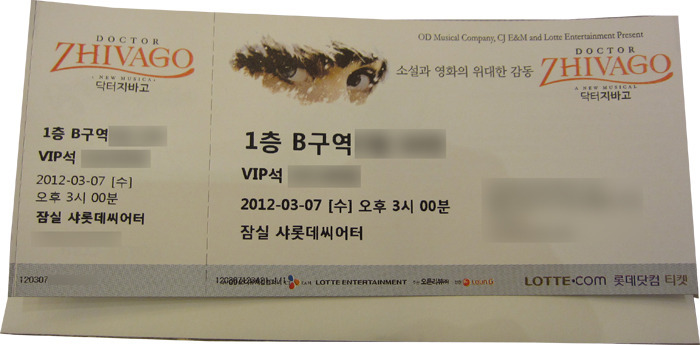 DOCTOR
ZHIVAGO
A NEW MUSICAL
닥터지바고
1층 B구역
VIP석
2012-03-07 [수]
오후 3시 00분
잠실 샤롯데씨어터
120307
OD Musical Company, CJ E&M and Lotte Entertainment Present
소설과 영화의 위대한 감동
DOCTOR
ZHIVAGO
A NEW MUSICAL
닥터지바고
1층 B구역
VIP석
2012-03-07 [수] 오후 3시 00분
잠실 샤롯데씨어터
LOTTE ENTERTAINMENT
오픈리뷰㈜
LOTTE.COM 롯데닷컴 티켓